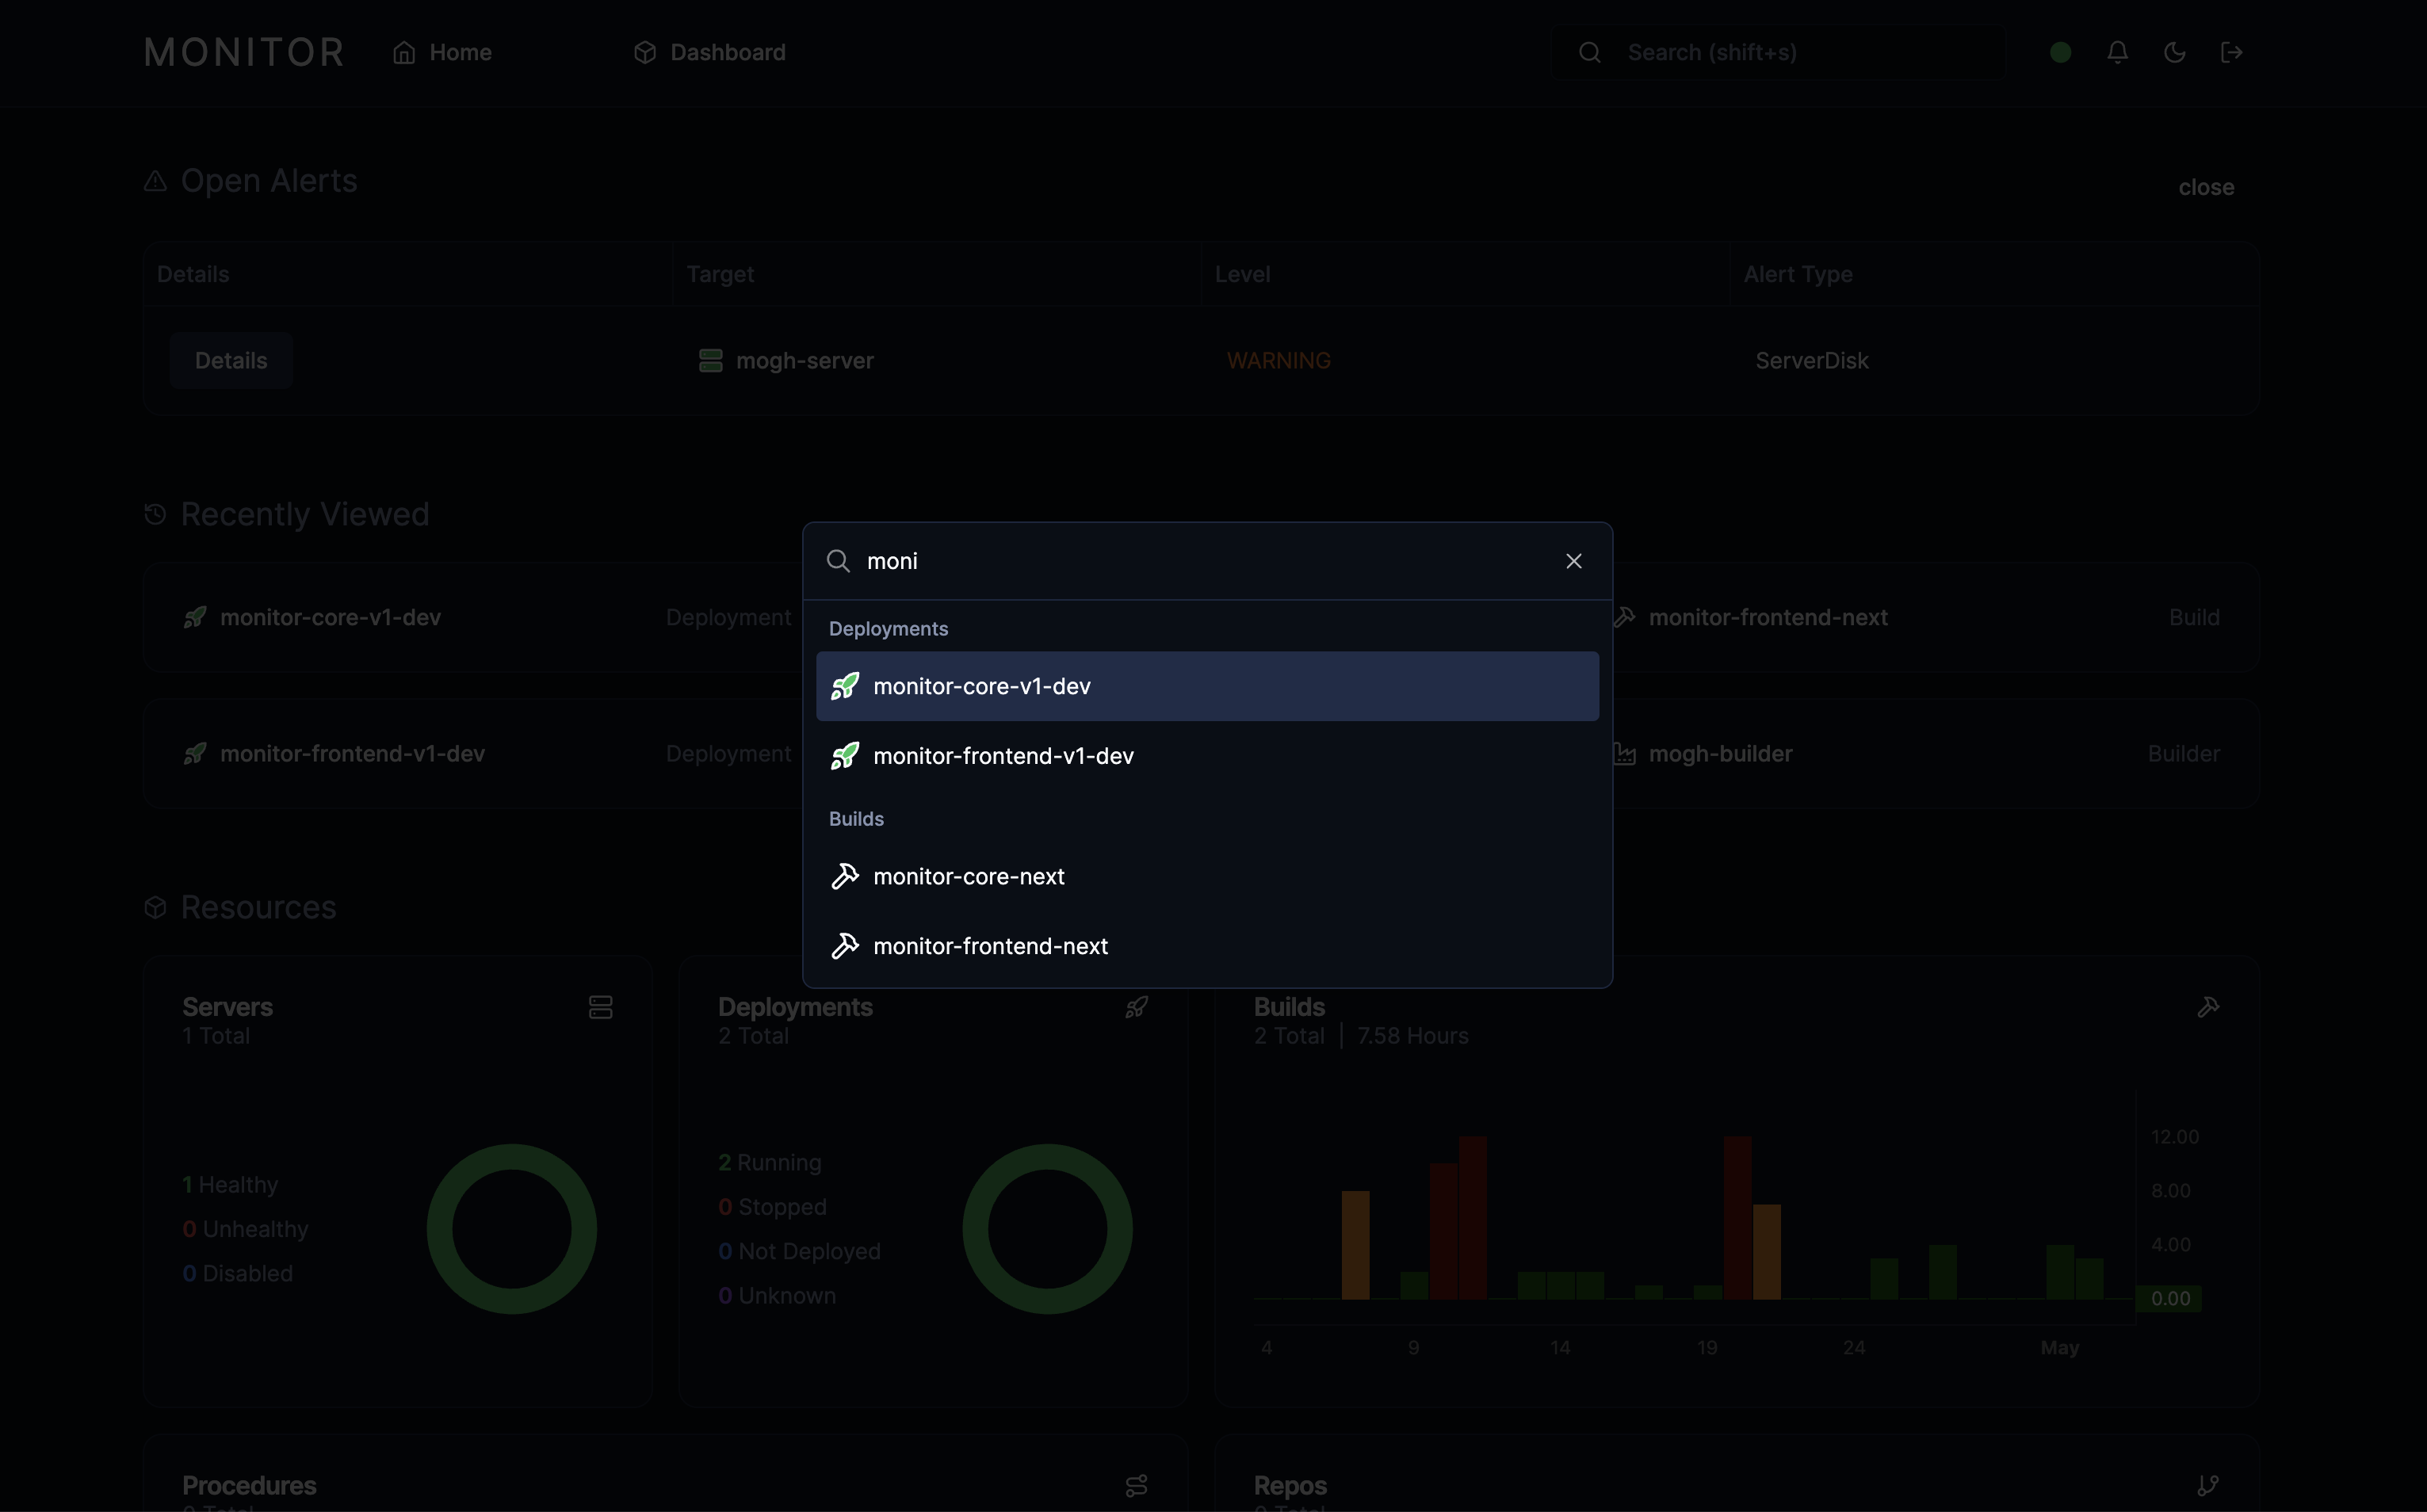 MONITOR Home Dashboard Search (shift+s)
Open Alerts close
Details Target Level Alert Type
Details mogh-server WARNING ServerDisk
Recently Viewed
monitor-core-v1-dev Deployment
monitor-frontend-next Build
monitor-frontend-v1-dev Deployment
mogh-builder Builder
moni
Deployments
monitor-core-v1-dev
monitor-frontend-v1-dev
Builds
monitor-core-next
monitor-frontend-next
Resources
Servers
1 Total
1 Healthy
0 Unhealthy
0 Disabled
Deployments
2 Total
2 Running
0 Stopped
0 Not Deployed
0 Unknown
Builds
2 Total | 7.58 Hours
12.00
8.00
4.00
0.00
4 9 14 19 24 May
Procedures
Repos